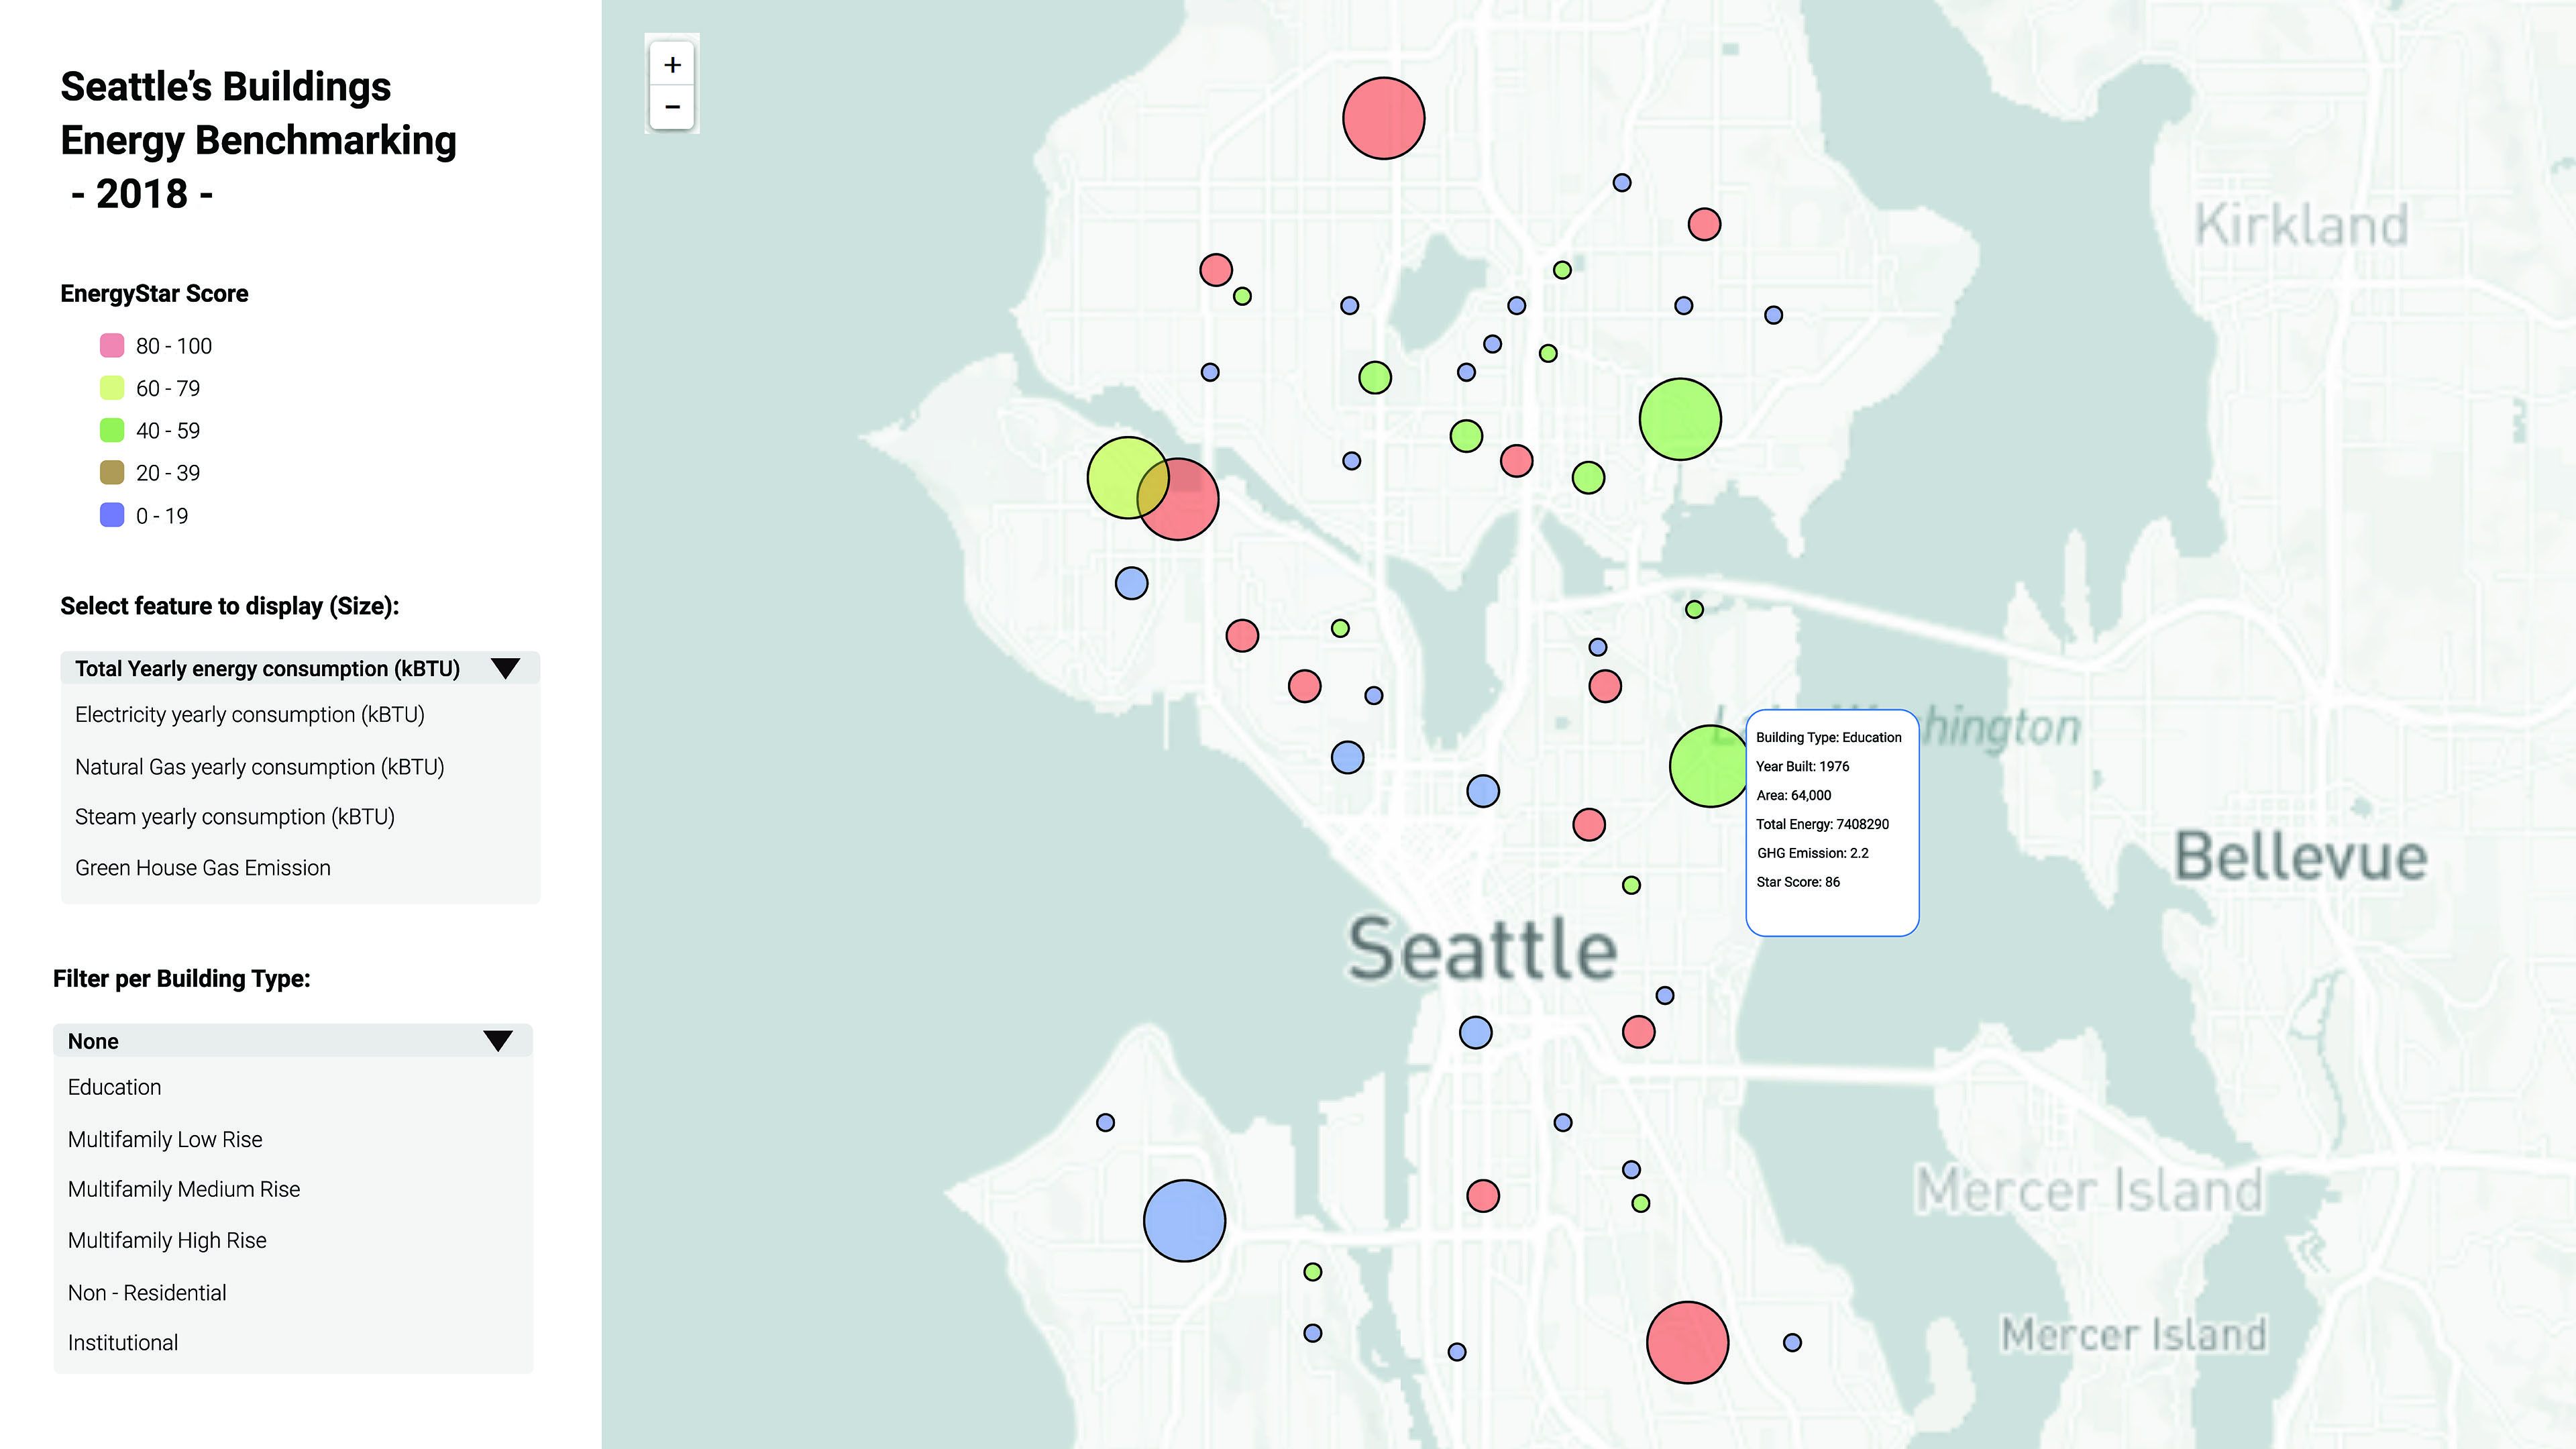 Seattle’s Buildings
Energy Benchmarking
- 2018 -
EnergyStar Score
80 - 100
60 - 79
40 - 59
20 - 39
0 - 19
Select feature to display (Size):
Total Yearly energy consumption (kBTU)
Electricity yearly consumption (kBTU)
Natural Gas yearly consumption (kBTU)
Steam yearly consumption (kBTU)
Green House Gas Emission
Filter per Building Type:
None
Education
Multifamily Low Rise
Multifamily Medium Rise
Multifamily High Rise
Non - Residential
Institutional
+
−
Kirkland
Building Type: Education
Year Built: 1976
Area: 64,000
Total Energy: 7408290
GHG Emission: 2.2
Star Score: 86
Bellevue
Seattle
Mercer Island
Mercer Island